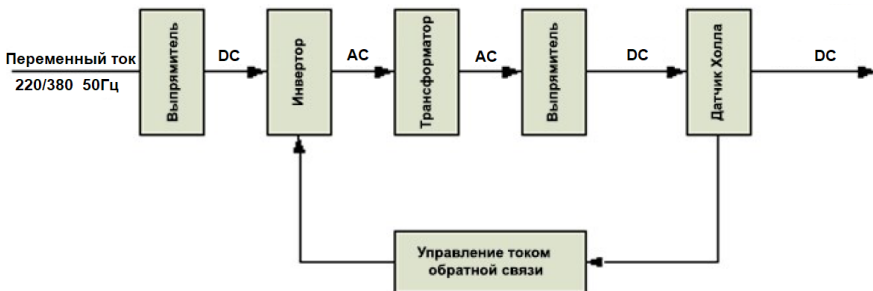 Переменный ток
220/380 50Гц
Выпрямитель
DC
Инвертор
AC
Трансформатор
AC
Выпрямитель
DC
Датчик Холла
DC
Управление током
обратной связи